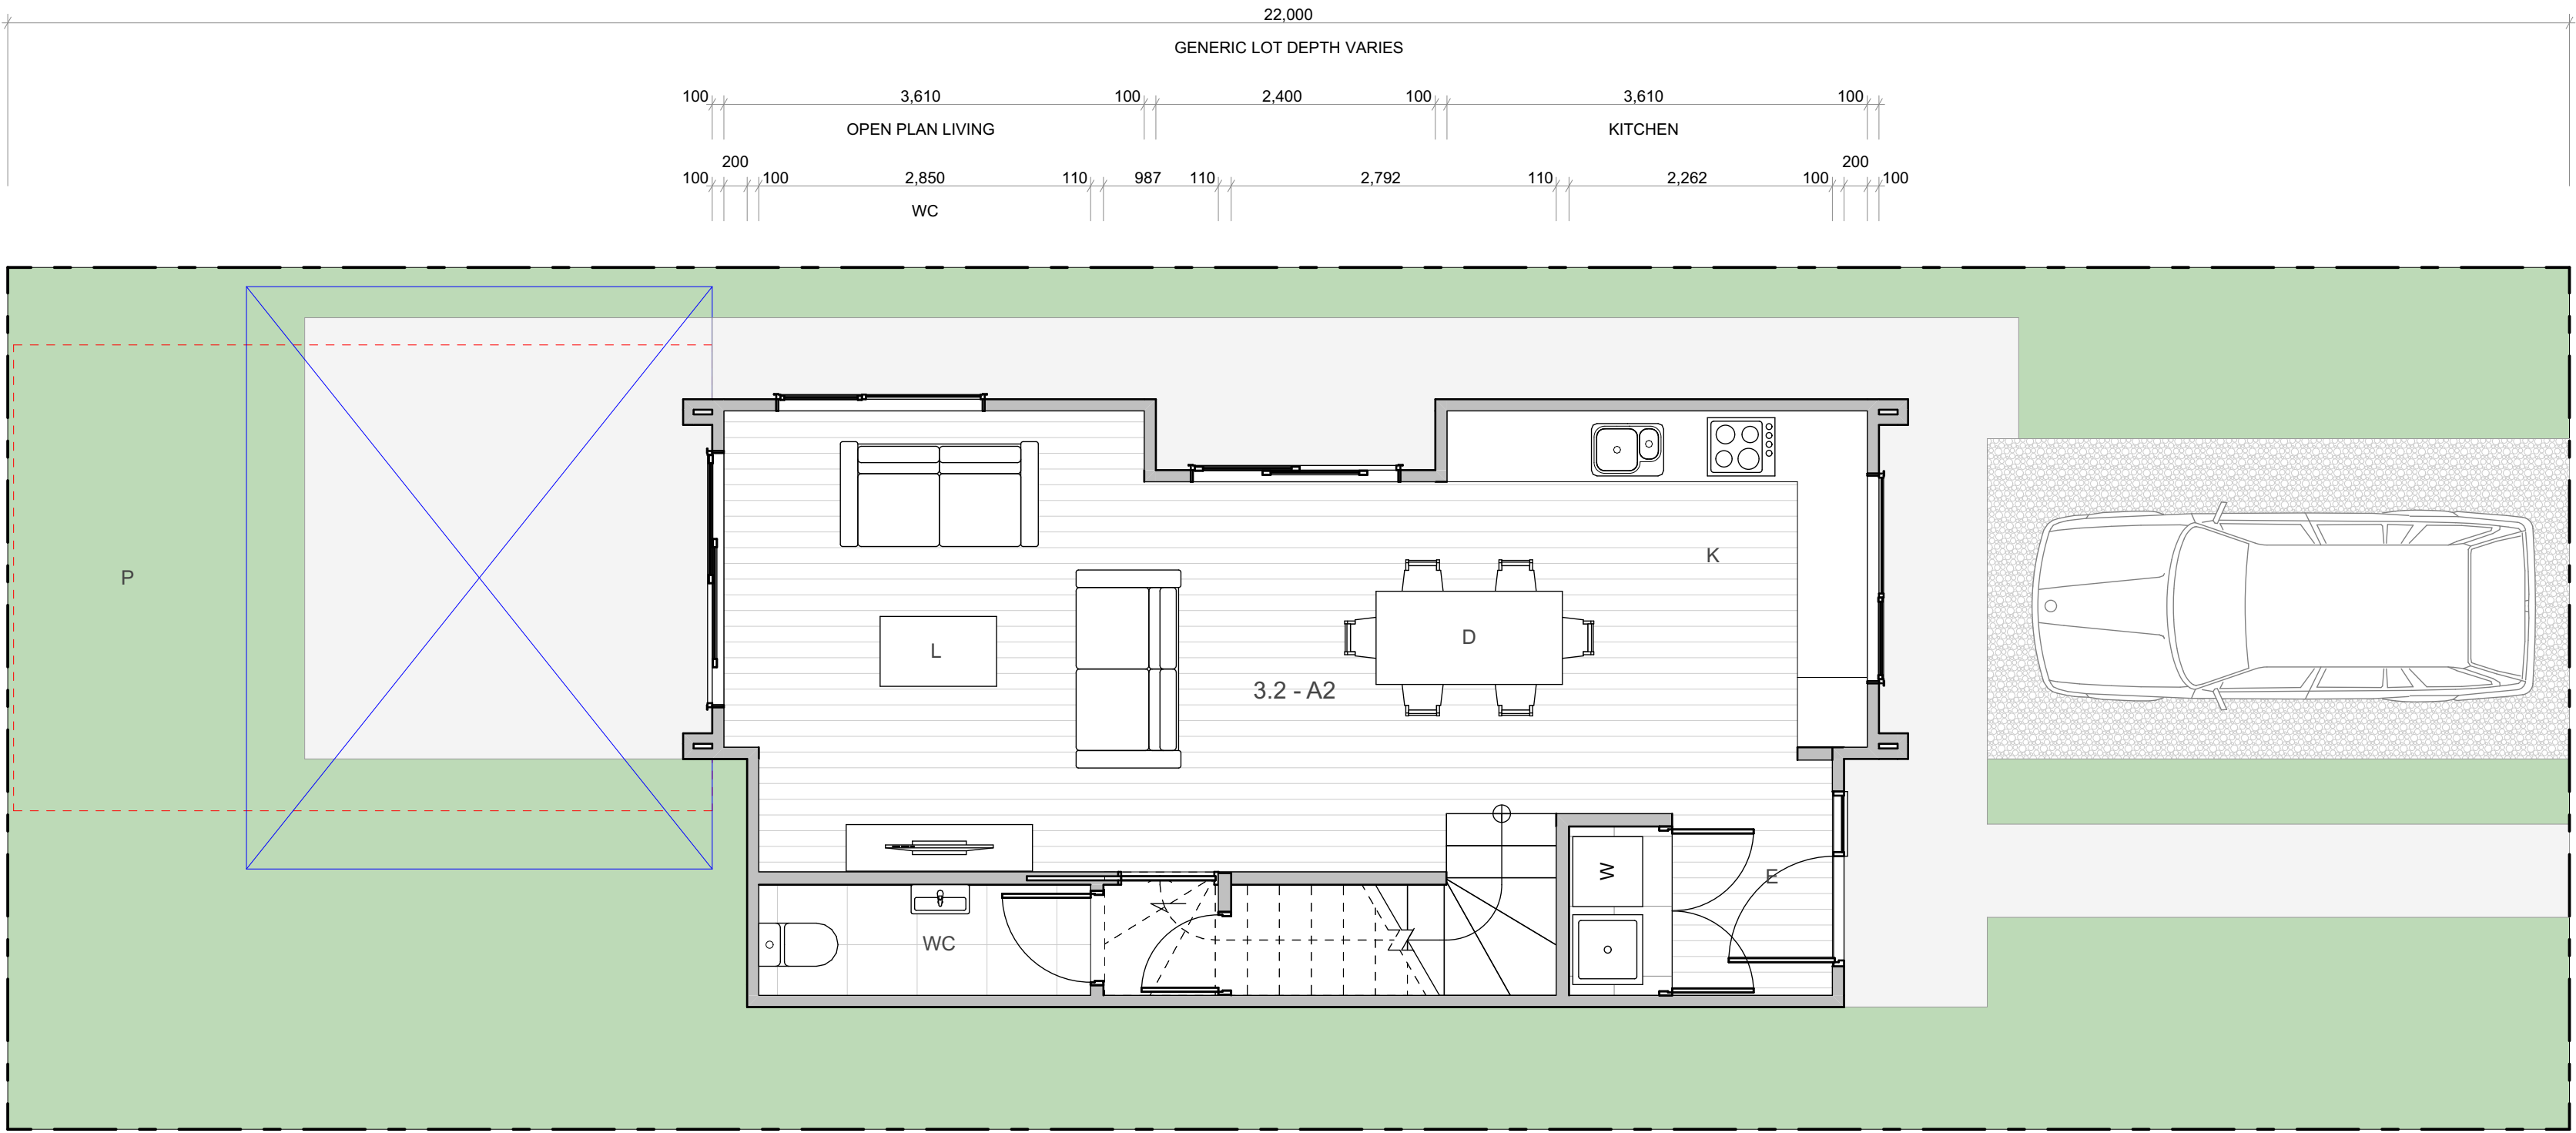 22,000
GENERIC LOT DEPTH VARIES
100 3,610 100 2,400 100 3,610 100
OPEN PLAN LIVING KITCHEN
200 200
100 100 2,850 110 987 110 2,792 110 2,262 100 100
WC
K
P
D
L
3.2 - A2
W
E
WC